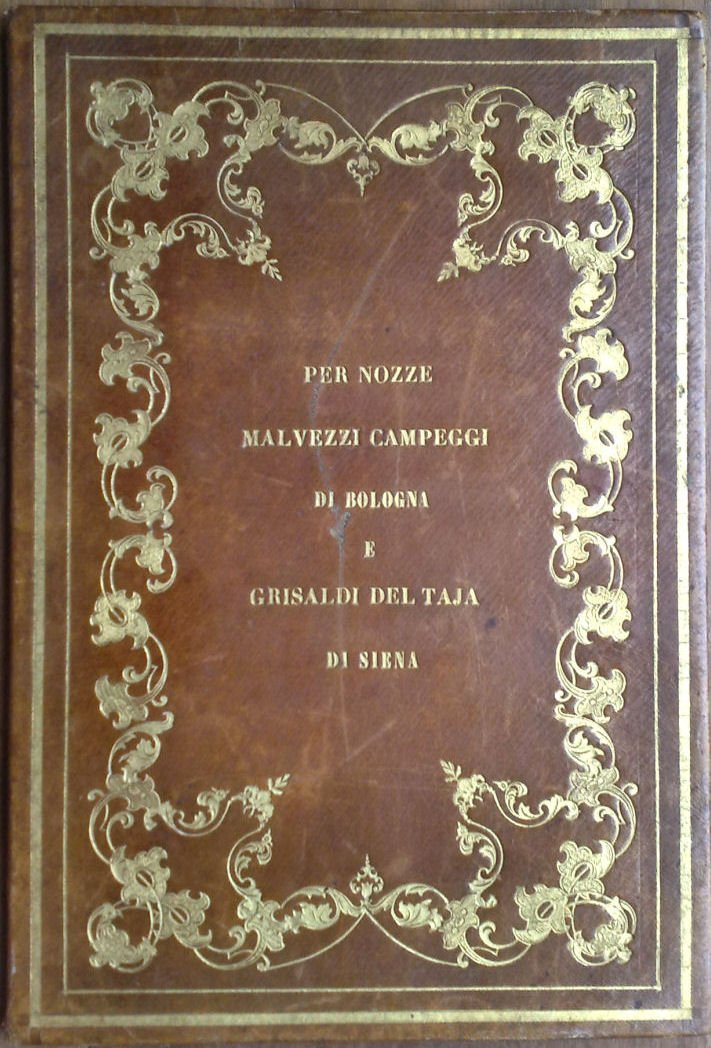 PER NOZZE
MALVEZZI CAMPEGGI
DI BOLOGNA
E
GRISALDI DEL TAJA
DI SIENA